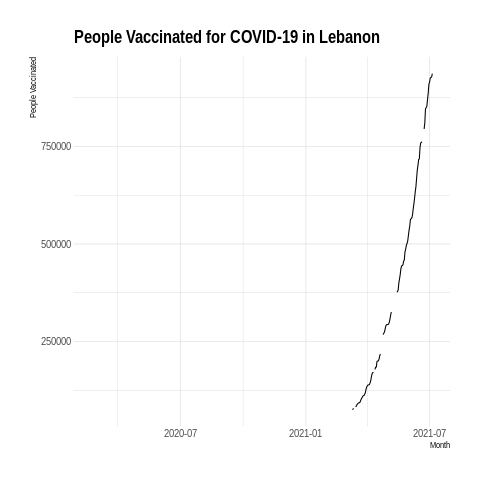 People Vaccinated for COVID-19 in Lebanon
People Vaccinated
750000
500000
250000
2020-07
2021-01
2021-07
Month